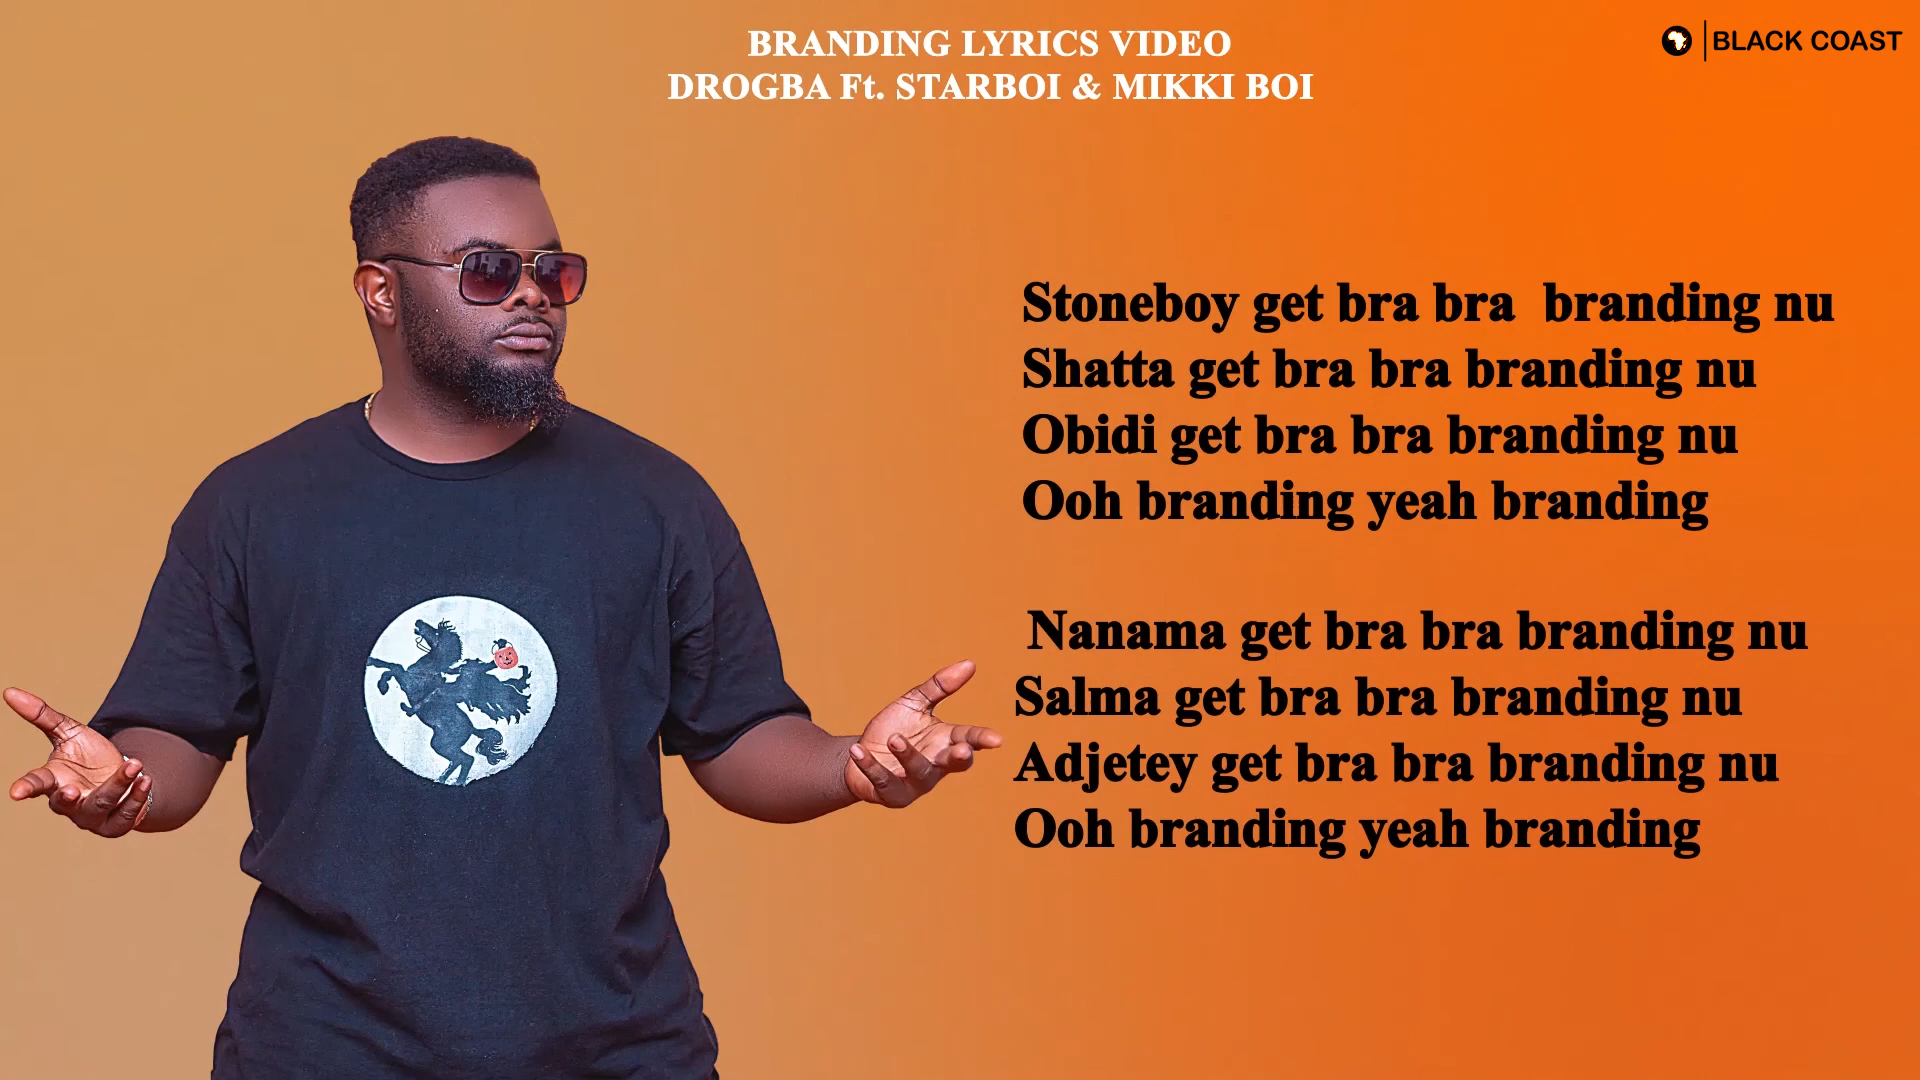 BRANDING LYRICS VIDEO
DROGBA Ft. STARBOI & MIKKI BOI
BLACK COAST
Stoneboy get bra bra  branding nu
Shatta get bra bra branding nu
Obidi get bra bra branding nu
Ooh branding yeah branding
Nanama get bra bra branding nu
Salma get bra bra branding nu
Adjetey get bra bra branding nu
Ooh branding yeah branding